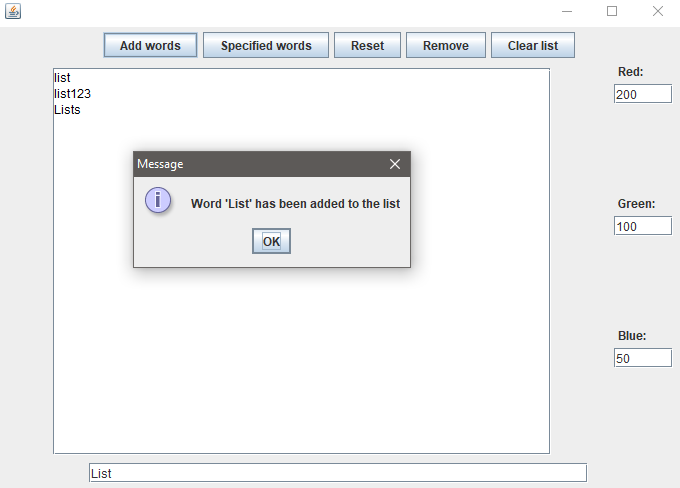 Add words Specified words Reset Remove Clear list
Red:
200
list
list123
Lists
Message
Word 'List' has been added to the list
OK
Green:
100
Blue:
50
List